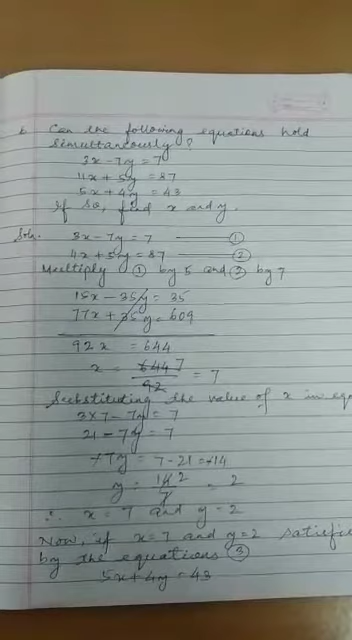 6. Can the following equations hold
simultaneously?
3x - 7y = 7
11x + 5y = 87
5x + 4y = 43
If so, find x and y.
Soln. 3x - 7y = 7 ——— ①
11x + 5y = 87 ——— ②
Multiply ① by 5 and ② by 7
15x - 35y = 35
77x + 35y = 609
92x = 644
x = 644 7 / 92 = 7
Substituting the value of x in equ
3×7 - 7y = 7
21 - 7y = 7
-7y = 7 - 21 = -14
y = 14 2 / 7 = 2
∴ x = 7 and y = 2
Now, if x = 7 and y = 2 satisfie
by the equations ③
5x + 4y = 43